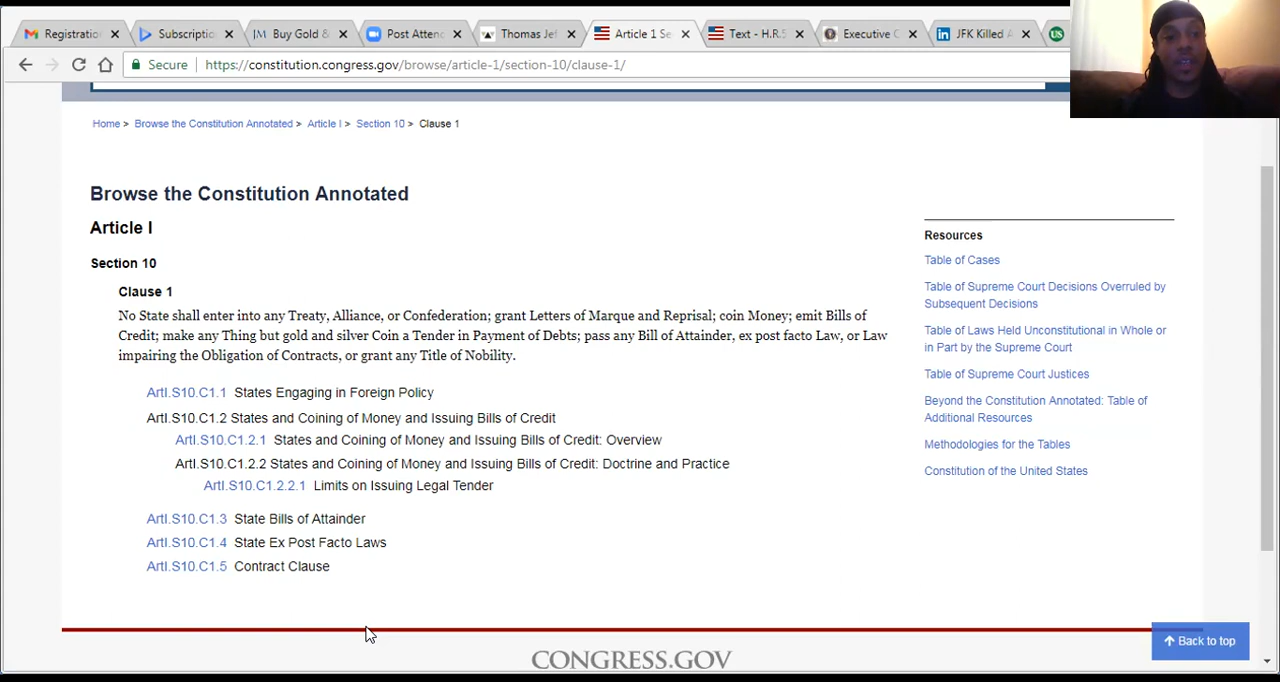 Registratio
Subscriptio
JM Buy Gold &
Post Atten
Thomas Jef
Article 1 Se
Text - H.R.5
Executive O
in JFK Killed A
US
Secure https://constitution.congress.gov/browse/article-1/section-10/clause-1/
Home > Browse the Constitution Annotated > Article I > Section 10 > Clause 1
Browse the Constitution Annotated
Article I
Section 10
Clause 1
No State shall enter into any Treaty, Alliance, or Confederation; grant Letters of Marque and Reprisal; coin Money; emit Bills of
Credit; make any Thing but gold and silver Coin a Tender in Payment of Debts; pass any Bill of Attainder, ex post facto Law, or Law
impairing the Obligation of Contracts, or grant any Title of Nobility.
ArtI.S10.C1.1 States Engaging in Foreign Policy
ArtI.S10.C1.2 States and Coining of Money and Issuing Bills of Credit
ArtI.S10.C1.2.1 States and Coining of Money and Issuing Bills of Credit: Overview
ArtI.S10.C1.2.2 States and Coining of Money and Issuing Bills of Credit: Doctrine and Practice
ArtI.S10.C1.2.2.1 Limits on Issuing Legal Tender
ArtI.S10.C1.3 State Bills of Attainder
ArtI.S10.C1.4 State Ex Post Facto Laws
ArtI.S10.C1.5 Contract Clause
Resources
Table of Cases
Table of Supreme Court Decisions Overruled by
Subsequent Decisions
Table of Laws Held Unconstitutional in Whole or
in Part by the Supreme Court
Table of Supreme Court Justices
Beyond the Constitution Annotated: Table of
Additional Resources
Methodologies for the Tables
Constitution of the United States
Back to top
CONGRESS.GOV